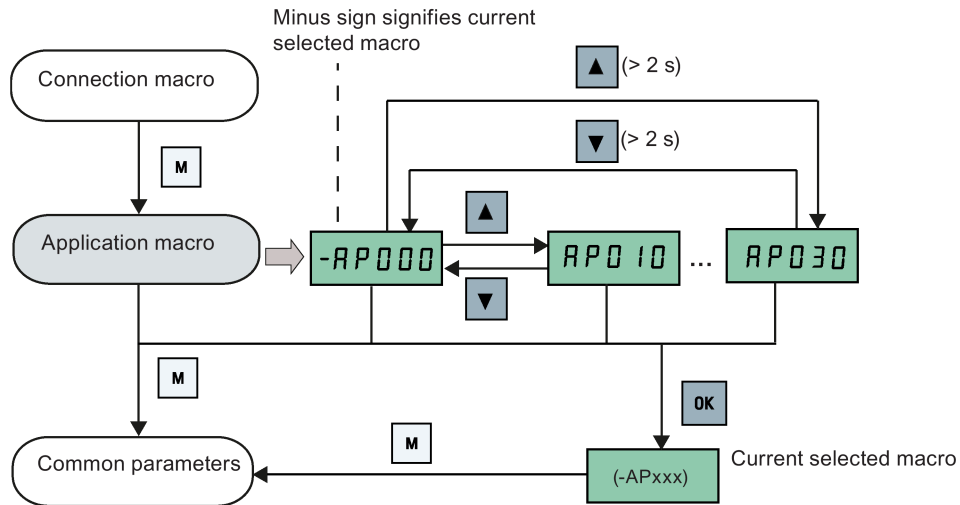 Minus sign signifies current
selected macro
▲ (> 2 s)
Connection macro
▼ (> 2 s)
M
▲
Application macro
-AP000
AP010
...
AP030
▼
M
OK
M
Common parameters
(-APxxx)
Current selected macro